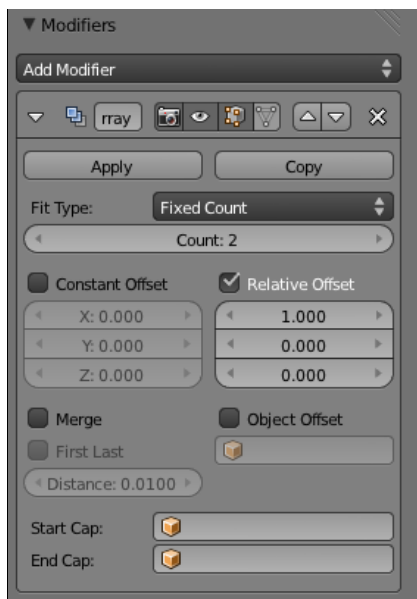 Modifiers
Add Modifier
rray
Apply Copy
Fit Type: Fixed Count
Count: 2
Constant Offset Relative Offset
X: 0.000 1.000
Y: 0.000 0.000
Z: 0.000 0.000
Merge Object Offset
First Last
Distance: 0.0100
Start Cap:
End Cap: